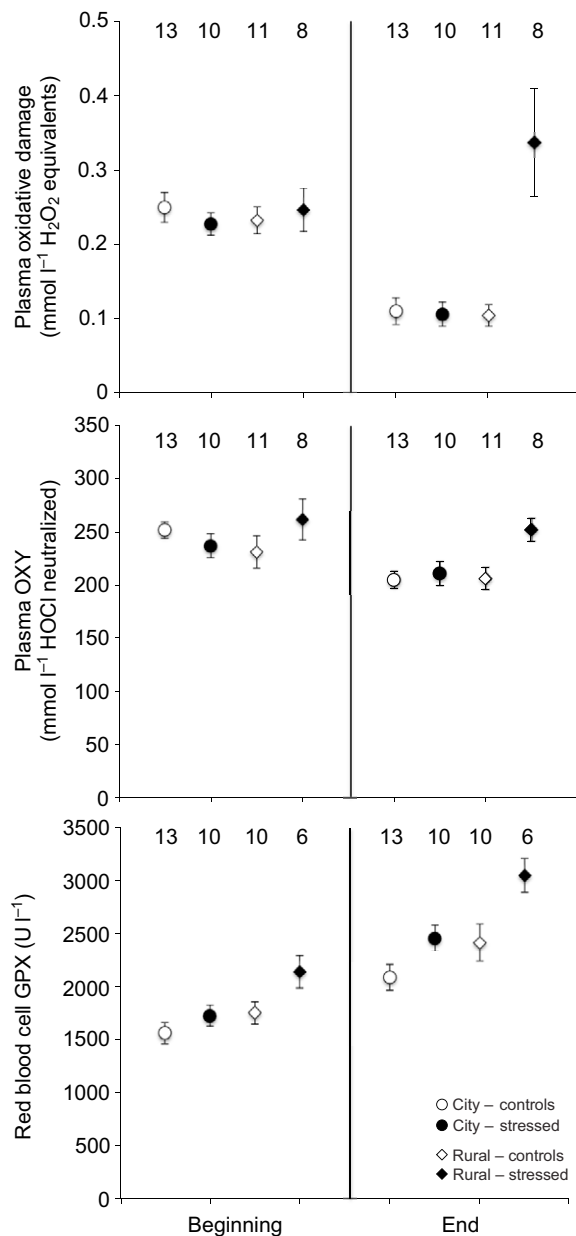 Plasma oxidative damage
(mmol l⁻¹ H₂O₂ equivalents)
0.5
0.4
0.3
0.2
0.1
0
13 10 11 8 13 10 11 8
Plasma OXY
(mmol l⁻¹ HOCl neutralized)
350
300
250
200
150
100
50
0
13 10 11 8 13 10 11 8
Red blood cell GPX (U l⁻¹)
3500
3000
2500
2000
1500
1000
500
0
13 10 10 6 13 10 10 6
City – controls
City – stressed
Rural – controls
Rural – stressed
Beginning End